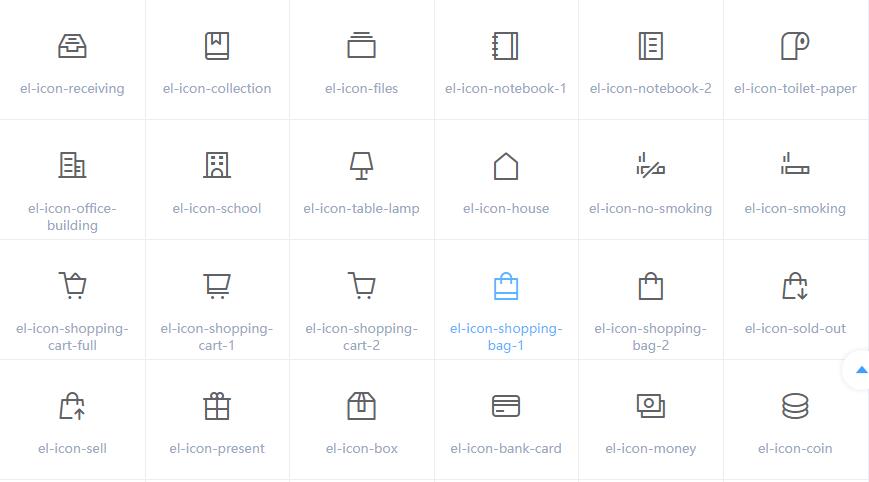 el-icon-receiving
el-icon-collection
el-icon-files
el-icon-notebook-1
el-icon-notebook-2
el-icon-toilet-paper
el-icon-office-
building
el-icon-school
el-icon-table-lamp
el-icon-house
el-icon-no-smoking
el-icon-smoking
el-icon-shopping-
cart-full
el-icon-shopping-
cart-1
el-icon-shopping-
cart-2
el-icon-shopping-
bag-1
el-icon-shopping-
bag-2
el-icon-sold-out
el-icon-sell
el-icon-present
el-icon-box
el-icon-bank-card
el-icon-money
el-icon-coin